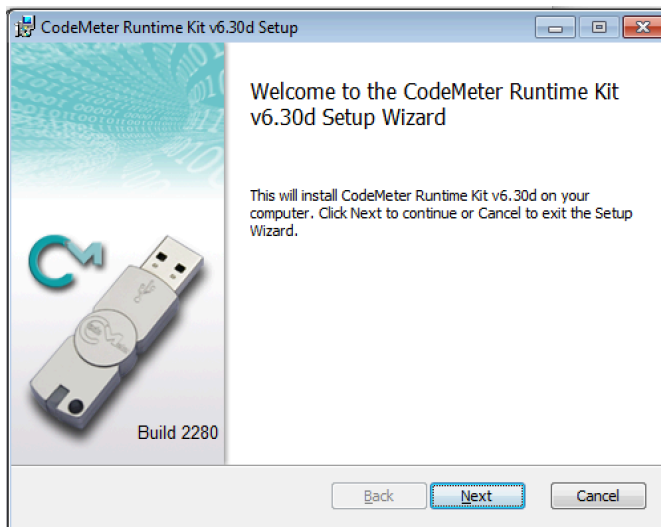 CodeMeter Runtime Kit v6.30d Setup
Welcome to the CodeMeter Runtime Kit
v6.30d Setup Wizard
This will install CodeMeter Runtime Kit v6.30d on your
computer. Click Next to continue or Cancel to exit the Setup
Wizard.
CM
Build 2280
Back
Next
Cancel